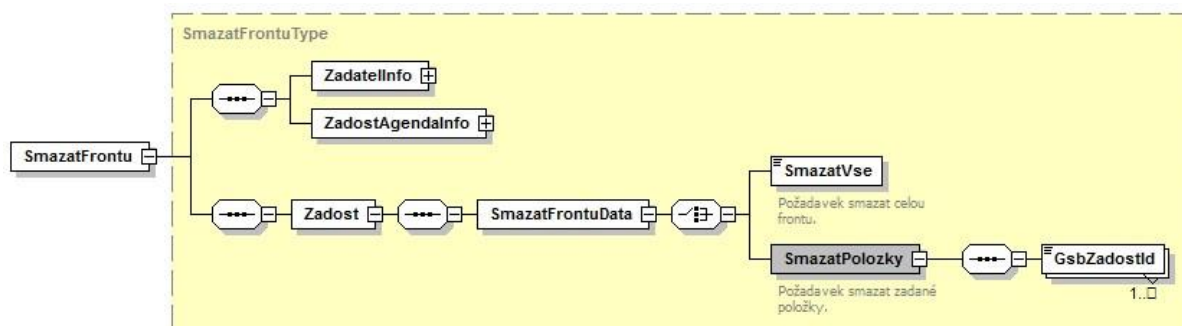 SmazatFrontuType
ZadatelInfo
ZadostAgendaInfo
SmazatFrontu
SmazatVse
Požadavek smazat celou
frontu.
Zadost
SmazatFrontuData
SmazatPolozky
GsbZadostId
1..□
Požadavek smazat zadané
položky.